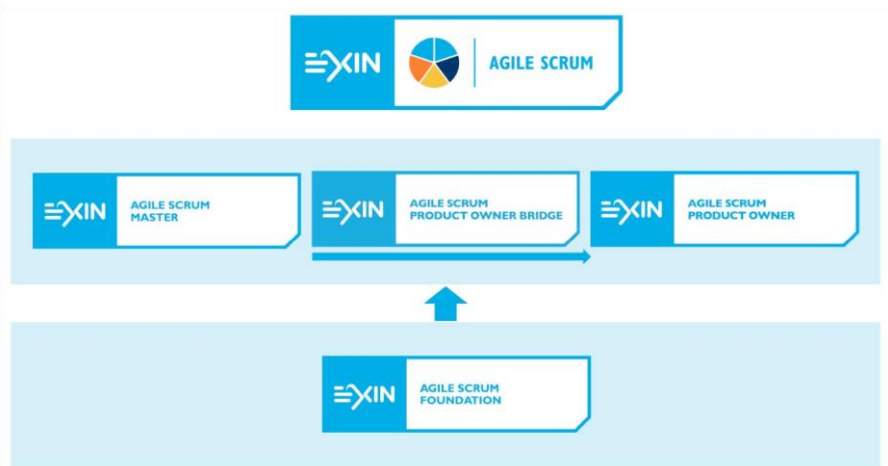 EXIN
AGILE SCRUM
EXIN
AGILE SCRUM
MASTER
EXIN
AGILE SCRUM
PRODUCT OWNER BRIDGE
EXIN
AGILE SCRUM
PRODUCT OWNER
EXIN
AGILE SCRUM
FOUNDATION